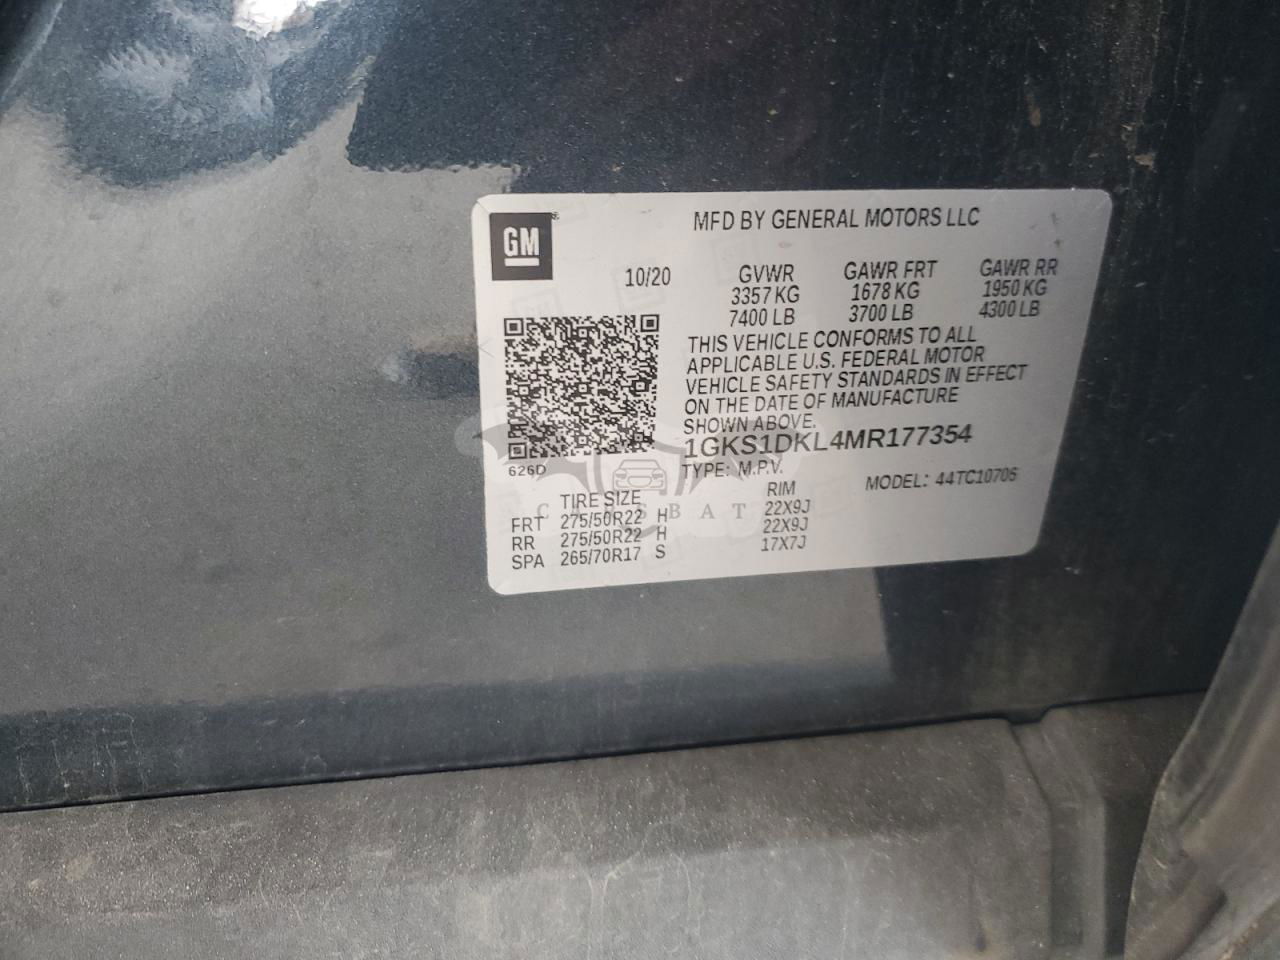 GM
MFD BY GENERAL MOTORS LLC
10/20 GVWR GAWR FRT GAWR RR
3357 KG 1678 KG 1950 KG
7400 LB 3700 LB 4300 LB
THIS VEHICLE CONFORMS TO ALL
APPLICABLE U.S. FEDERAL MOTOR
VEHICLE SAFETY STANDARDS IN EFFECT
ON THE DATE OF MANUFACTURE
SHOWN ABOVE.
1GKS1DKL4MR177354
626D
TYPE: M.P.V. MODEL: 44TC10706
TIRE SIZE RIM
FRT 275/50R22 H 22X9J
RR 275/50R22 H 22X9J
SPA 265/70R17 S 17X7J
CARSBAT